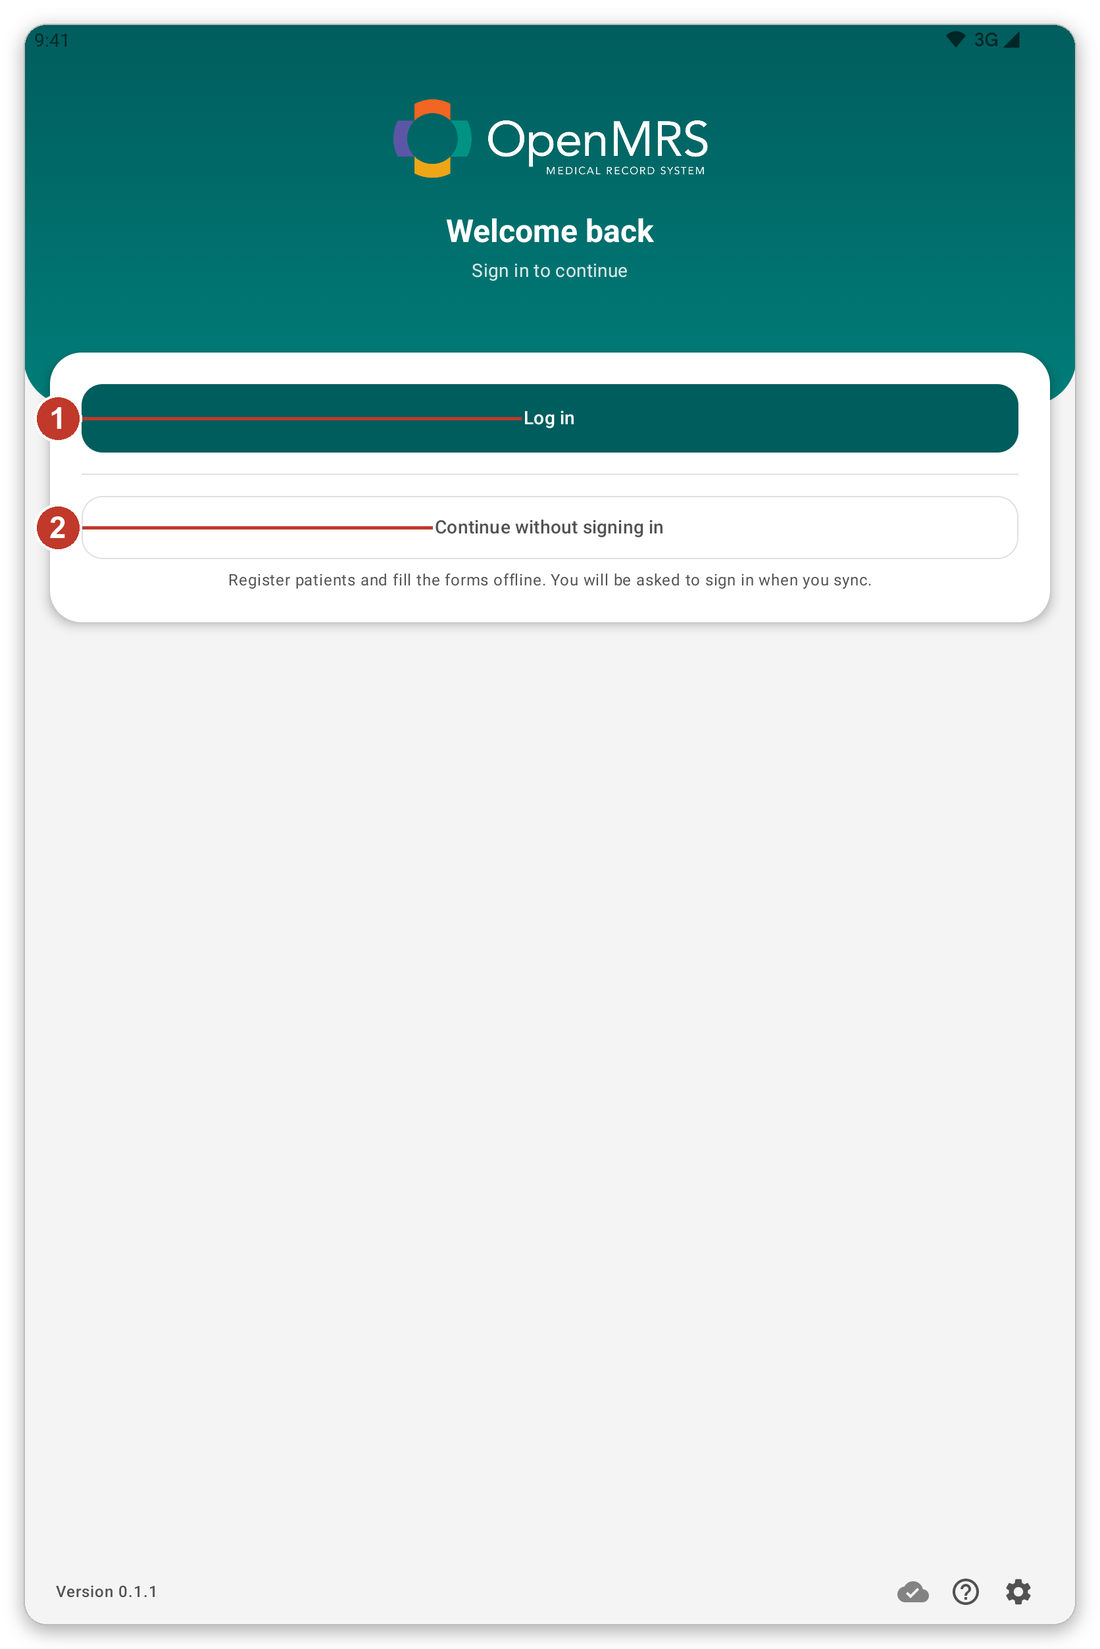 9:41
3G
OpenMRS
MEDICAL RECORD SYSTEM
Welcome back
Sign in to continue
1
Log in
2
Continue without signing in
Register patients and fill the forms offline. You will be asked to sign in when you sync.
Version 0.1.1